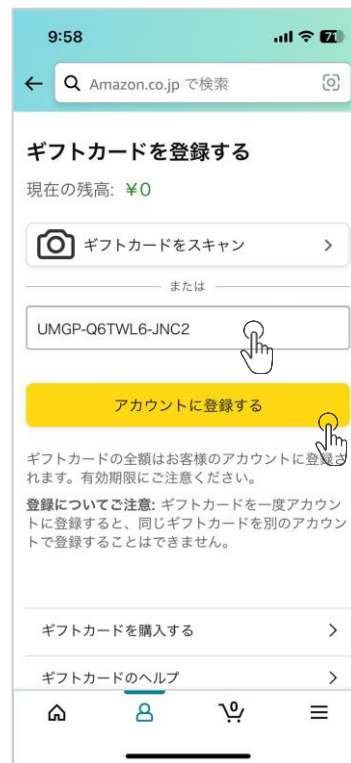 9:58
71
Amazon.co.jp で検索
ギフトカードを登録する
現在の残高: ￥0
ギフトカードをスキャン
または
UMGP-Q6TWL6-JNC2
アカウントに登録する
ギフトカードの全額はお客様のアカウントに登録さ
れます。有効期限にご注意ください。
登録についてご注意: ギフトカードを一度アカウン
トに登録すると、同じギフトカードを別のアカウン
トで登録することはできません。
ギフトカードを購入する
ギフトカードのヘルプ
0